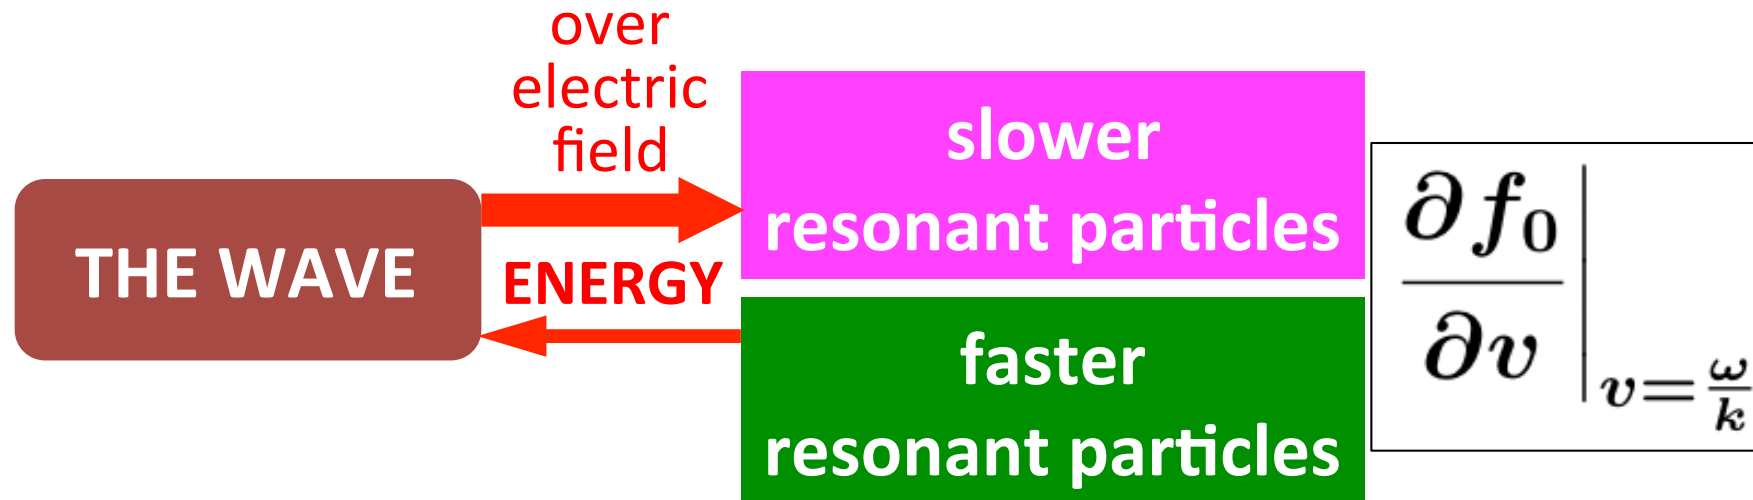 over
electric
field
THE WAVE
ENERGY
slower
resonant particles
faster
resonant particles
∂f₀
∂v
v=ω/k